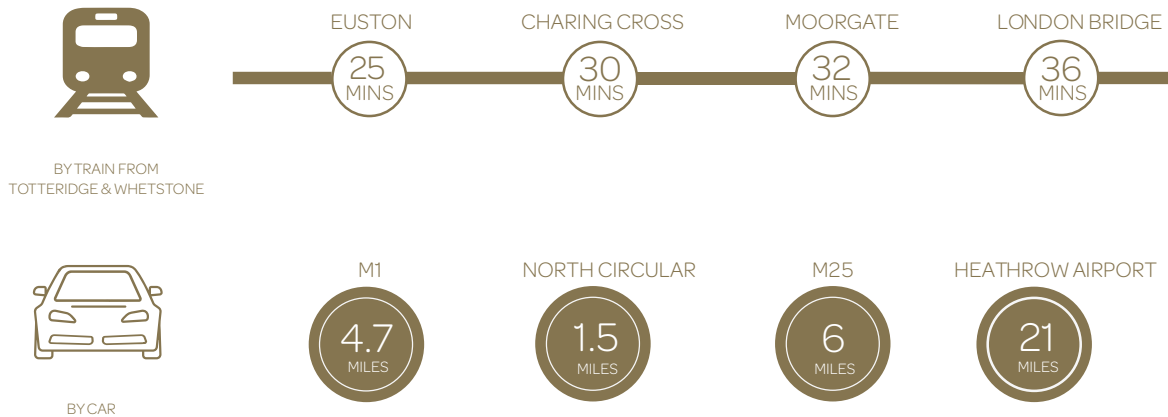 EUSTON
CHARING CROSS
MOORGATE
LONDON BRIDGE
25
MINS
30
MINS
32
MINS
36
MINS
BY TRAIN FROM
TOTTERIDGE & WHETSTONE
M1
NORTH CIRCULAR
M25
HEATHROW AIRPORT
4.7
MILES
1.5
MILES
6
MILES
21
MILES
BY CAR